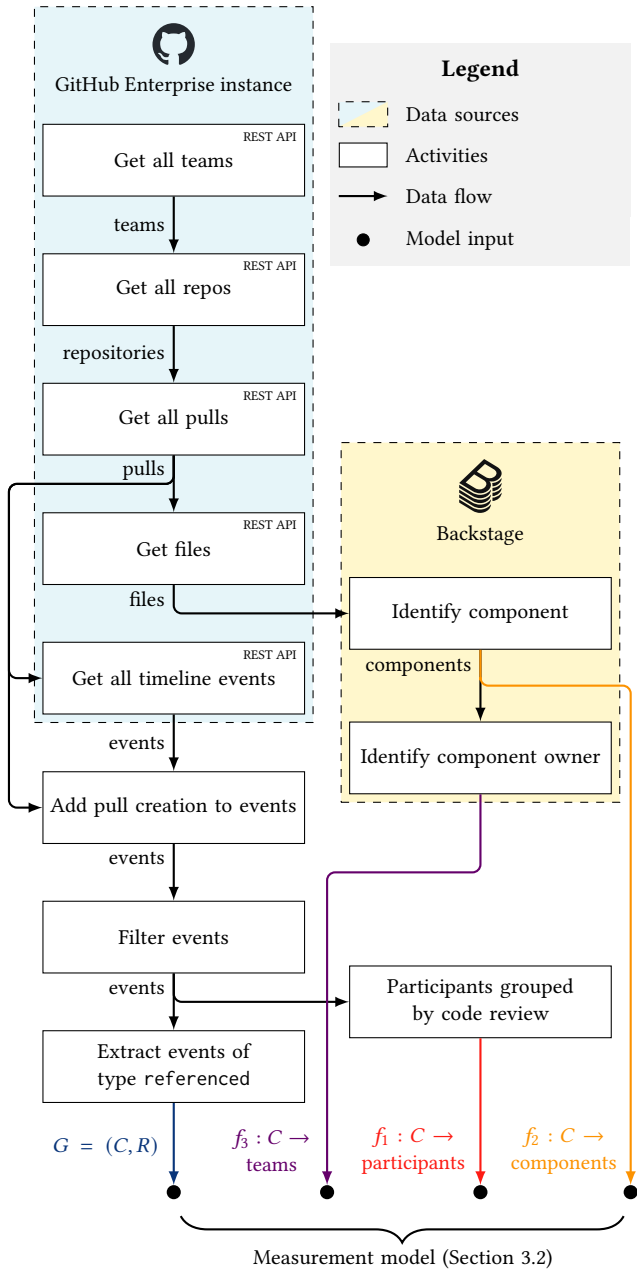 GitHub Enterprise instance
Legend
Data sources
Activities
Data flow
Model input
REST API
Get all teams
teams
REST API
Get all repos
repositories
REST API
Get all pulls
pulls
REST API
Get files
files
Backstage
Identify component
components
REST API
Get all timeline events
events
Identify component owner
Add pull creation to events
events
Filter events
events
Participants grouped
by code review
Extract events of
type referenced
G = (C, R)
f₃ : C →
teams
f₁ : C →
participants
f₂ : C →
components
Measurement model (Section 3.2)